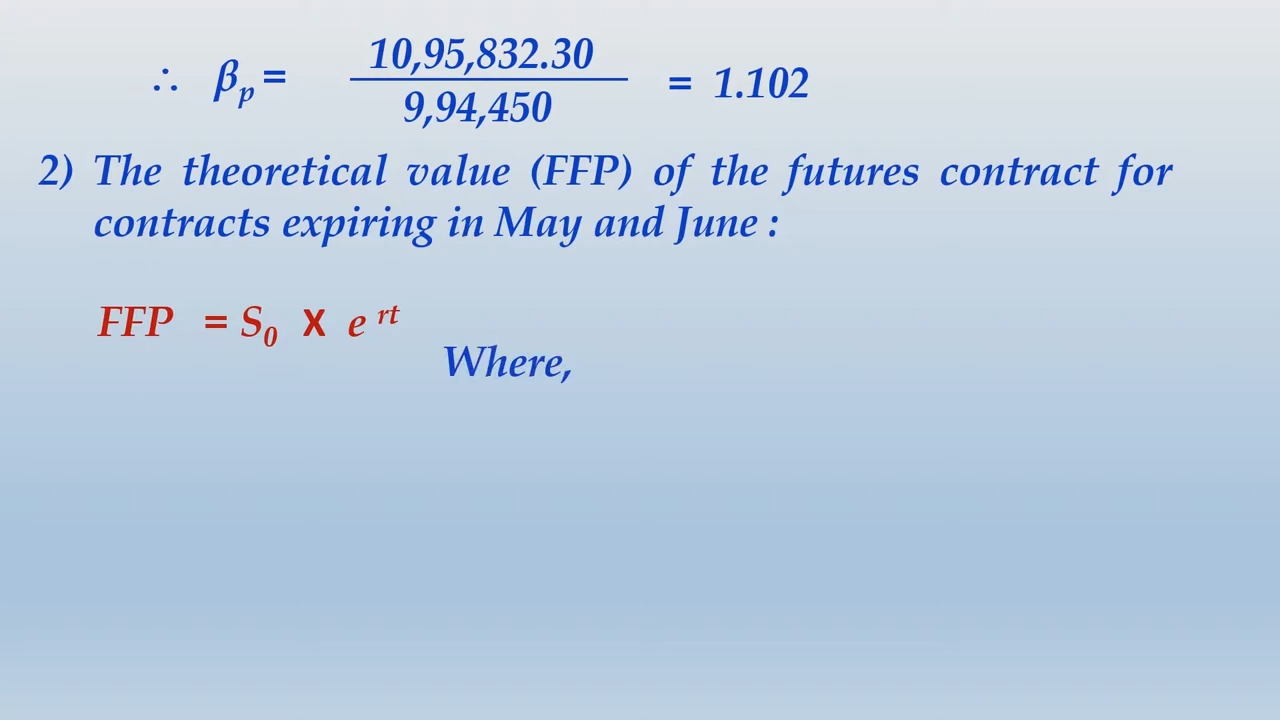 ∴ βp = 10,95,832.30 / 9,94,450 = 1.102
2) The theoretical value (FFP) of the futures contract for
contracts expiring in May and June :
FFP = S0 x e rt
Where,